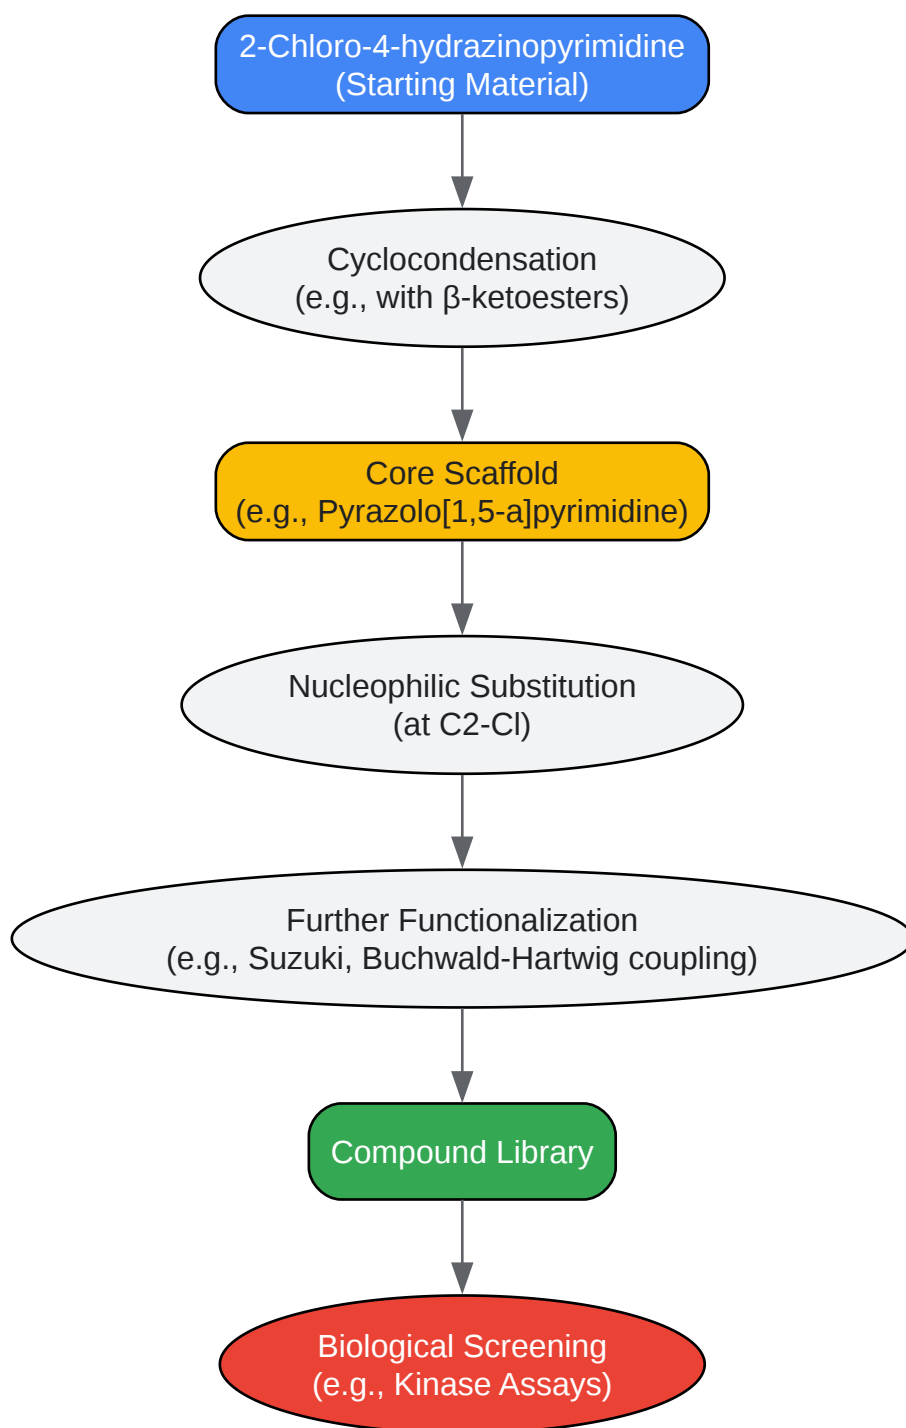 2-Chloro-4-hydrazinopyrimidine
(Starting Material)
Cyclocondensation
(e.g., with β-ketoesters)
Core Scaffold
(e.g., Pyrazolo[1,5-a]pyrimidine)
Nucleophilic Substitution
(at C2-Cl)
Further Functionalization
(e.g., Suzuki, Buchwald-Hartwig coupling)
Compound Library
Biological Screening
(e.g., Kinase Assays)